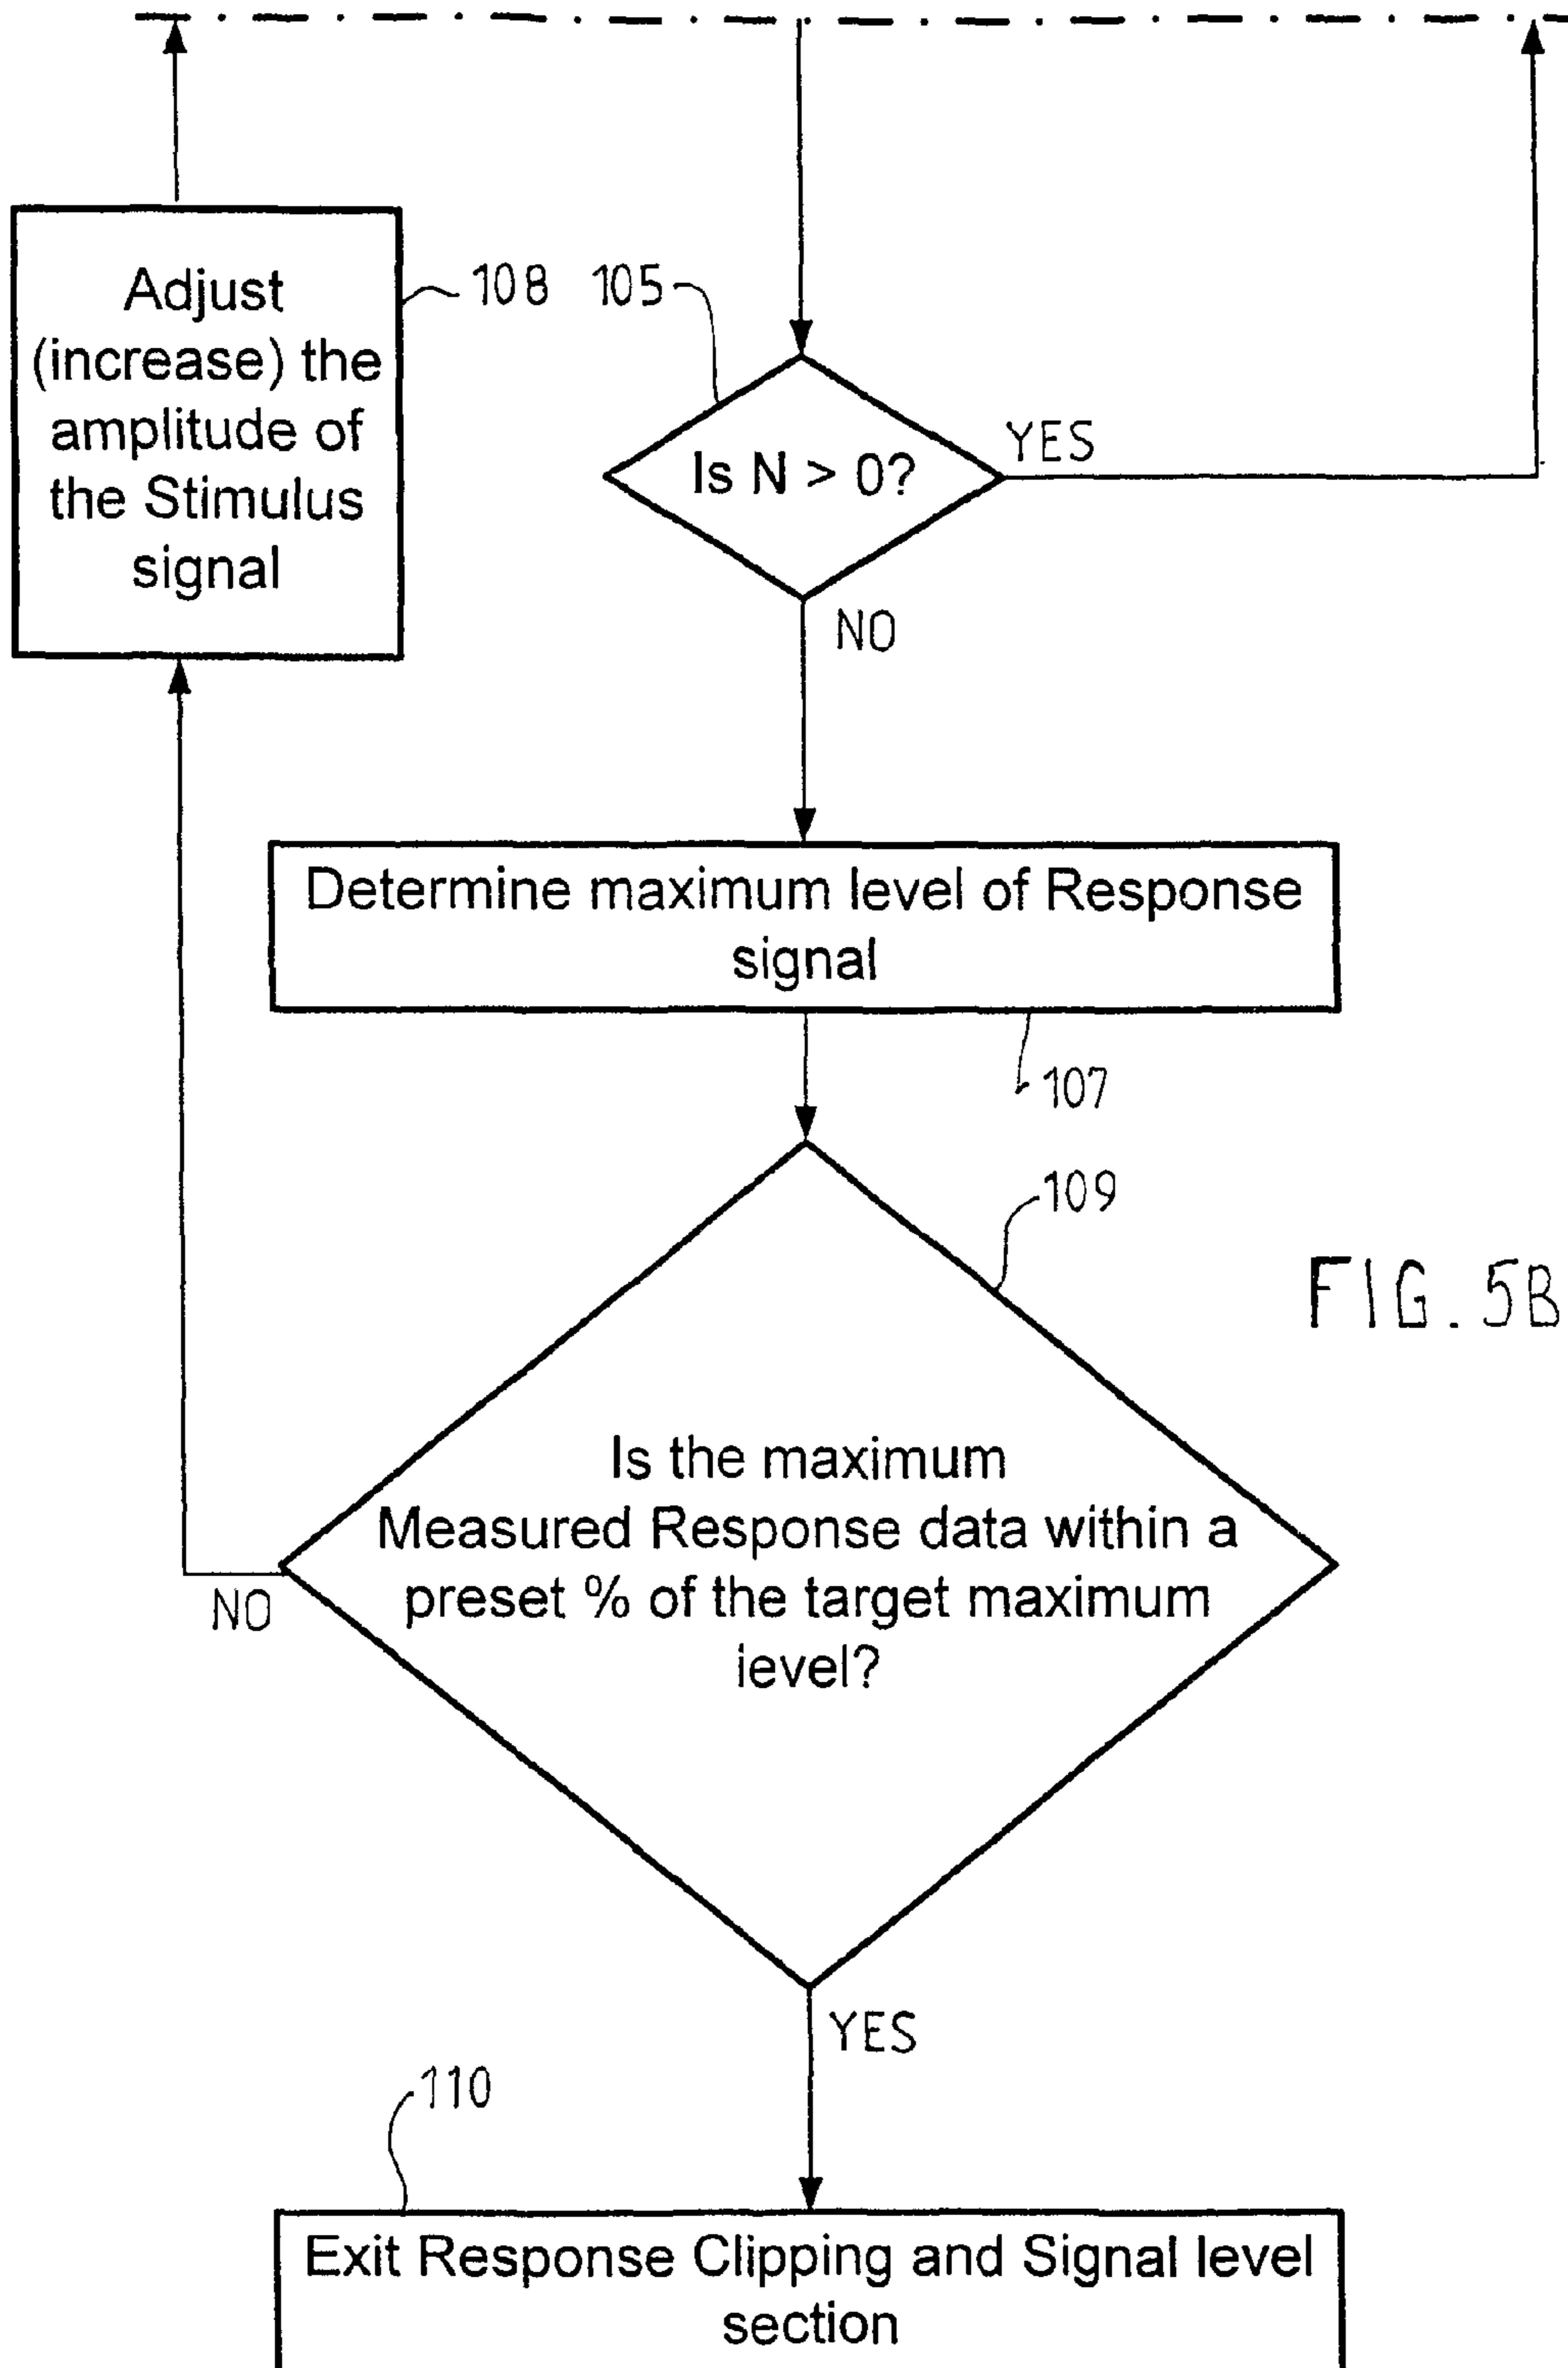 Adjust
(increase) the
amplitude of
the Stimulus
signal
108
105
Is N > 0?
YES
NO
Determine maximum level of Response
signal
107
109
FIG. 5B
Is the maximum
Measured Response data within a
preset % of the target maximum
level?
NO
YES
110
Exit Response Clipping and Signal level
section